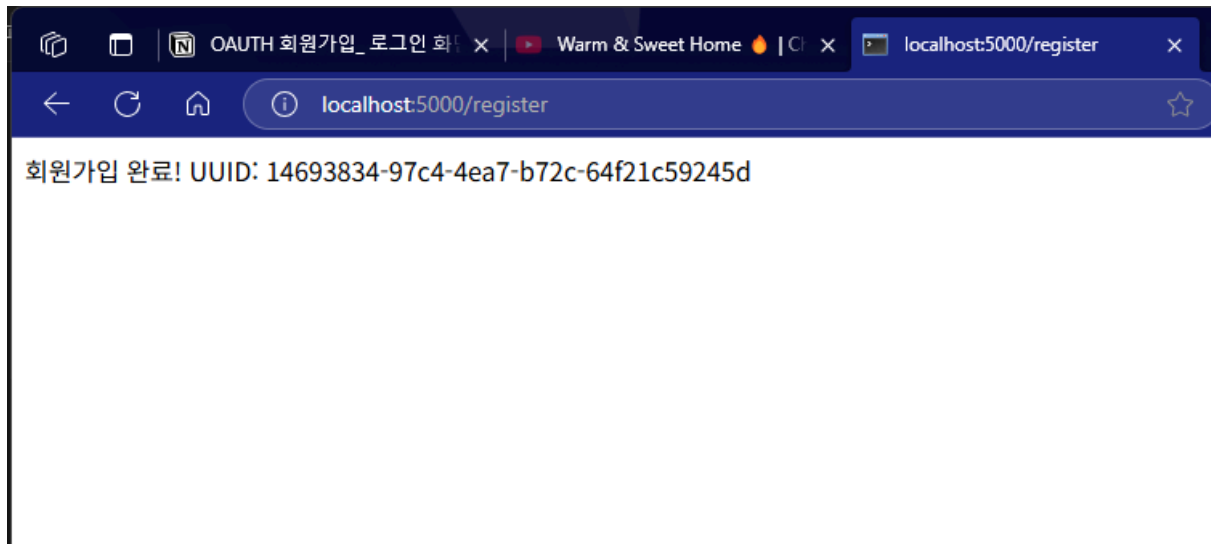 OAUTH 회원가입_ 로그인 화
Warm & Sweet Home 🔥 | Ch
localhost:5000/register
localhost:5000/register
회원가입 완료! UUID: 14693834-97c4-4ea7-b72c-64f21c59245d